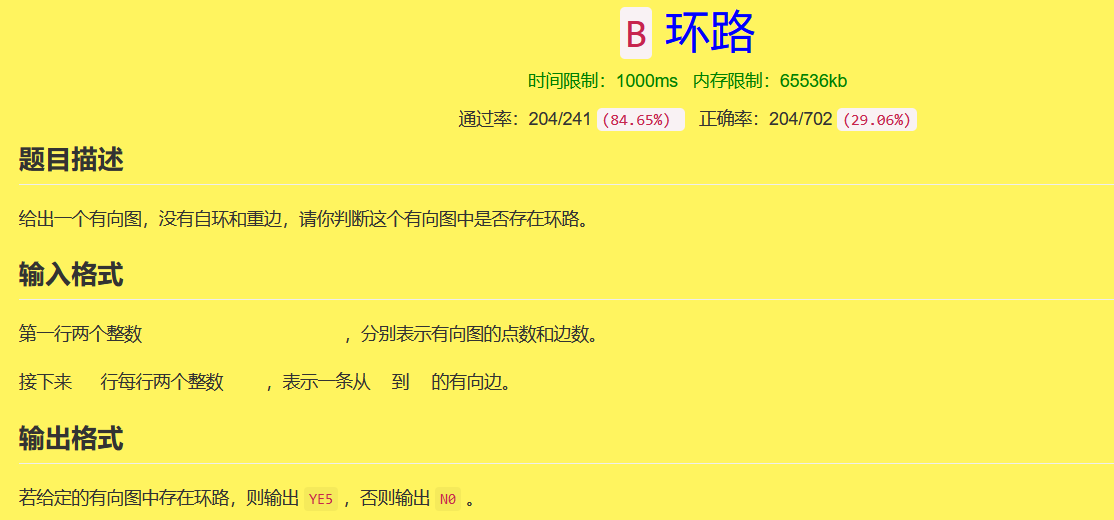 B 环路
时间限制：1000ms 内存限制：65536kb
通过率：204/241 (84.65%) 正确率：204/702 (29.06%)
题目描述
给出一个有向图，没有自环和重边，请你判断这个有向图中是否存在环路。
输入格式
第一行两个整数 ，分别表示有向图的点数和边数。
接下来 行每行两个整数 ，表示一条从 到 的有向边。
输出格式
若给定的有向图中存在环路，则输出 YE5 ，否则输出 N0 。